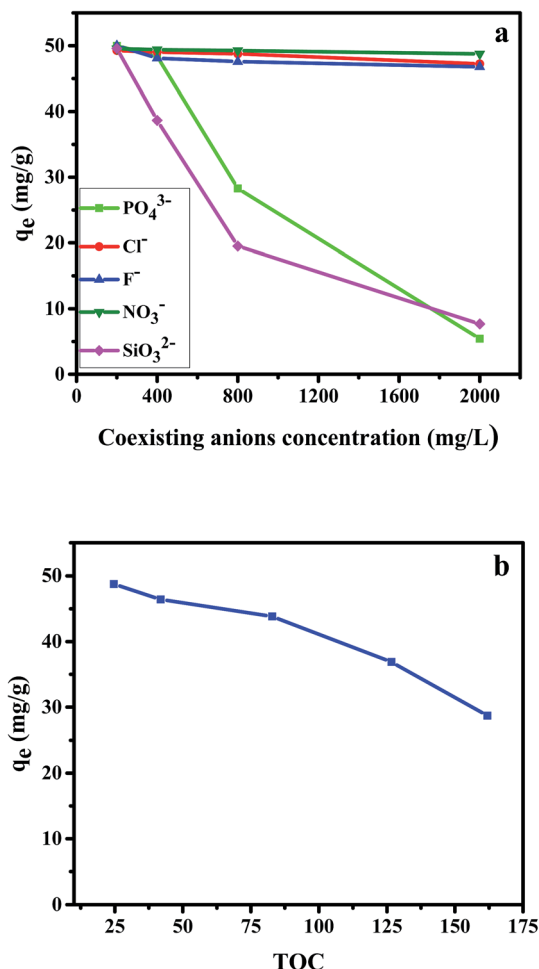 a
50
40
30
20
10
0
qe (mg/g)
PO4^3-
Cl^-
F^-
NO3^-
SiO3^2-
0 400 800 1200 1600 2000
Coexisting anions concentration (mg/L)
b
50
40
30
20
10
0
qe (mg/g)
25 50 75 100 125 150 175
TOC